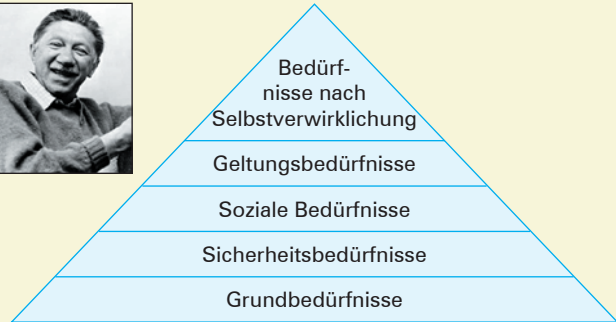 Bedürf-
nisse nach
Selbstverwirklichung
Geltungsbedürfnisse
Soziale Bedürfnisse
Sicherheitsbedürfnisse
Grundbedürfnisse